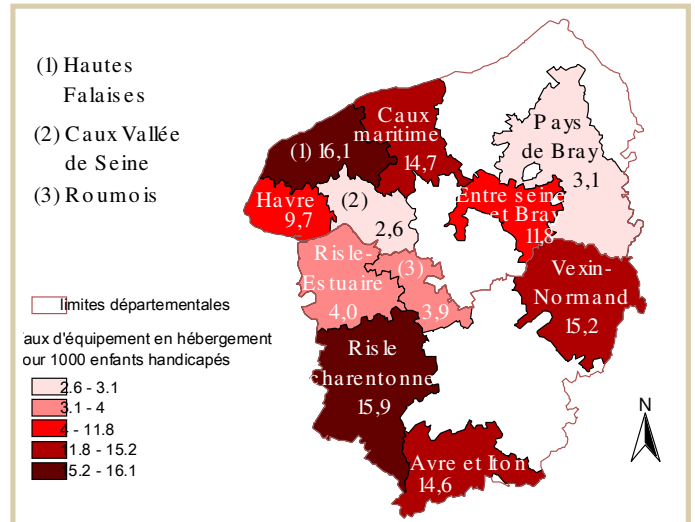 (1) Hautes
Falaises
(2) Caux Vallée
de Seine
(3) Roumois
Caux
maritime
14,7
(1) 16,1
Pays
de Bray
3,1
Havre
9,7
(2)
2,6
Entre seine
et Bray
11,8
Risle-
Estuaire
4,0
(3)
3,9
Vexin-
Normand
15,2
Risle
charentonne
15,9
Avre et Iton
14,6
limites départementales
aux d'équipement en hébergement
our 1000 enfants handicapés
2.6 - 3.1
3.1 - 4
4 - 11.8
11.8 - 15.2
15.2 - 16.1
N